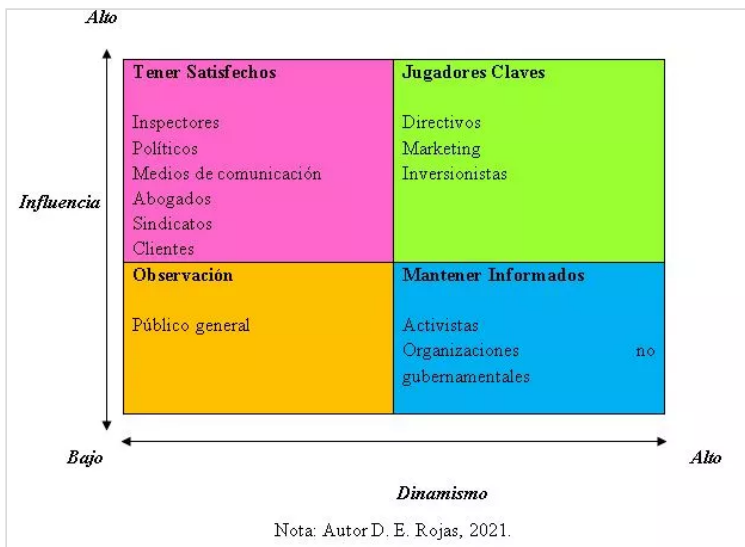 Alto
Tener Satisfechos
Inspectores
Políticos
Medios de comunicación
Abogados
Sindicatos
Clientes
Jugadores Claves
Directivos
Marketing
Inversionistas
Influencia
Observación
Público general
Mantener Informados
Activistas
Organizaciones no
gubernamentales
Bajo
Alto
Dinamismo
Nota: Autor D. E. Rojas, 2021.